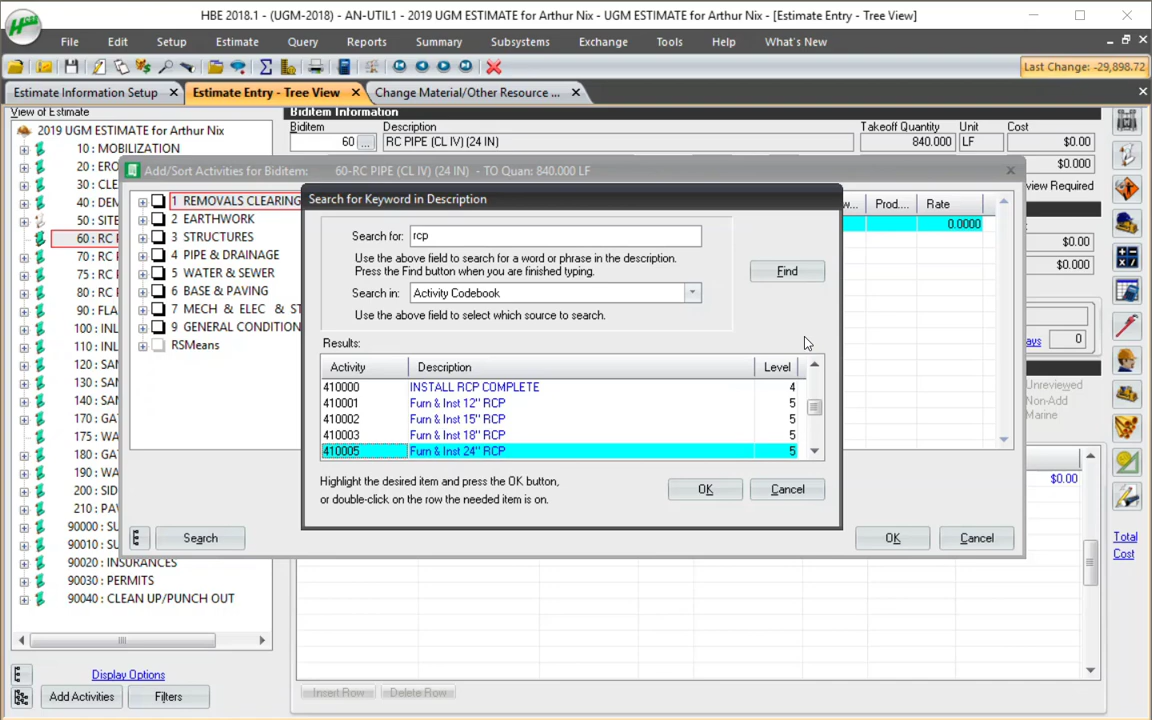 HBE 2018.1 - (UGM-2018) - AN-UTIL1 - 2019 UGM ESTIMATE for Arthur Nix - UGM ESTIMATE for Arthur Nix - [Estimate Entry - Tree View]
File Edit Setup Estimate Query Reports Summary Subsystems Exchange Tools Help What's New
Last Change: -29,898.72
Estimate Information Setup Estimate Entry - Tree View Change Material/Other Resource ...
View of Estimate
Biditem Information
2019 UGM ESTIMATE for Arthur Nix
Biditem Description Takeoff Quantity Unit Cost
60 ... RC PIPE (CL IV) (24 IN) 840.000 LF $0.00
10 : MOBILIZATION
$0.000
20 : ERO
Add/Sort Activities for Biditem: 60-RC PIPE (CL IV) (24 IN) - TO Quan: 840.000 LF
30 : CLE
view Required
40 : DEM
50 : SITE
60 : RC P
70 : RC P
75 : RC P
80 : RC P
90 : FLA
100 : INL
110 : INL
120 : SAN
130 : SAN
140 : SAN
170 : GAT
175 : WA
180 : GAT
190 : WA
200 : SID
210 : PAV
90000 : SU
90010 : SU
90020 : INSURANCES
90030 : PERMITS
90040 : CLEAN UP/PUNCH OUT
1 REMOVALS CLEARING
2 EARTHWORK
3 STRUCTURES
4 PIPE & DRAINAGE
5 WATER & SEWER
6 BASE & PAVING
7 MECH & ELEC & ST
9 GENERAL CONDITION
RSMeans
w... Prod.... Rate
0.0000
$0.00
$0.000
ays 0
Unreviewed
Non-Add
Marine
$0.00
Search for Keyword in Description
Search for: rcp
Use the above field to search for a word or phrase in the description.
Press the Find button when you are finished typing.
Find
Search in: Activity Codebook
Use the above field to select which source to search.
Results:
Activity Description Level
410000 INSTALL RCP COMPLETE 4
410001 Furn & Inst 12" RCP 5
410002 Furn & Inst 15" RCP 5
410003 Furn & Inst 18" RCP 5
410005 Furn & Inst 24" RCP 5
Highlight the desired item and press the OK button,
or double-click on the row the needed item is on.
OK Cancel
Search OK Cancel
Total
Cost
Display Options
Add Activities Filters
Insert Row Delete Row